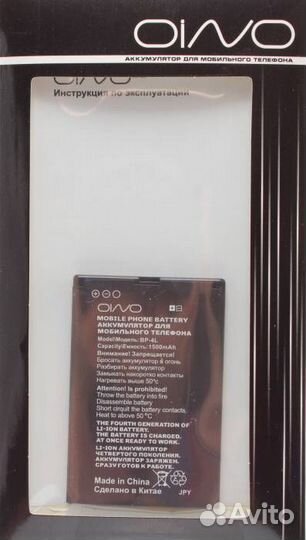 OINO
АККУМУЛЯТОР ДЛЯ МОБИЛЬНОГО ТЕЛЕФОНА
OINO
Инструкция по эксплуатации
OINO
MOBILE PHONE BATTERY
АККУМУЛЯТОР ДЛЯ
МОБИЛЬНОГО ТЕЛЕФОНА
Model/Модель: BP-4L
Capacity/Емкость: 1500mAh
Внимание! Запрещается!
Бросать аккумулятор в огонь
Разбирать аккумулятор
Замыкать накоротко контакты
Нагревать выше 50°с
Attention! Is prohibited!
Throw the battery into fire
Disassemble battery
Short circuit the battery contacts
Heat to above 50°C
THE FOURTH GENERATION OF
LI-ION BATTERY.
THE BATTERY IS CHARGED.
AT ONCE READY TO WORK.
LI-ION АККУМУЛЯТОР
ЧЕТВЕРТОГО ПОКОЛЕНИЯ.
АККУМУЛЯТОР ЗАРЯЖЕН.
СРАЗУ ГОТОВ К РАБОТЕ.
Made in China
Сделано в Китае
JPY
Avito